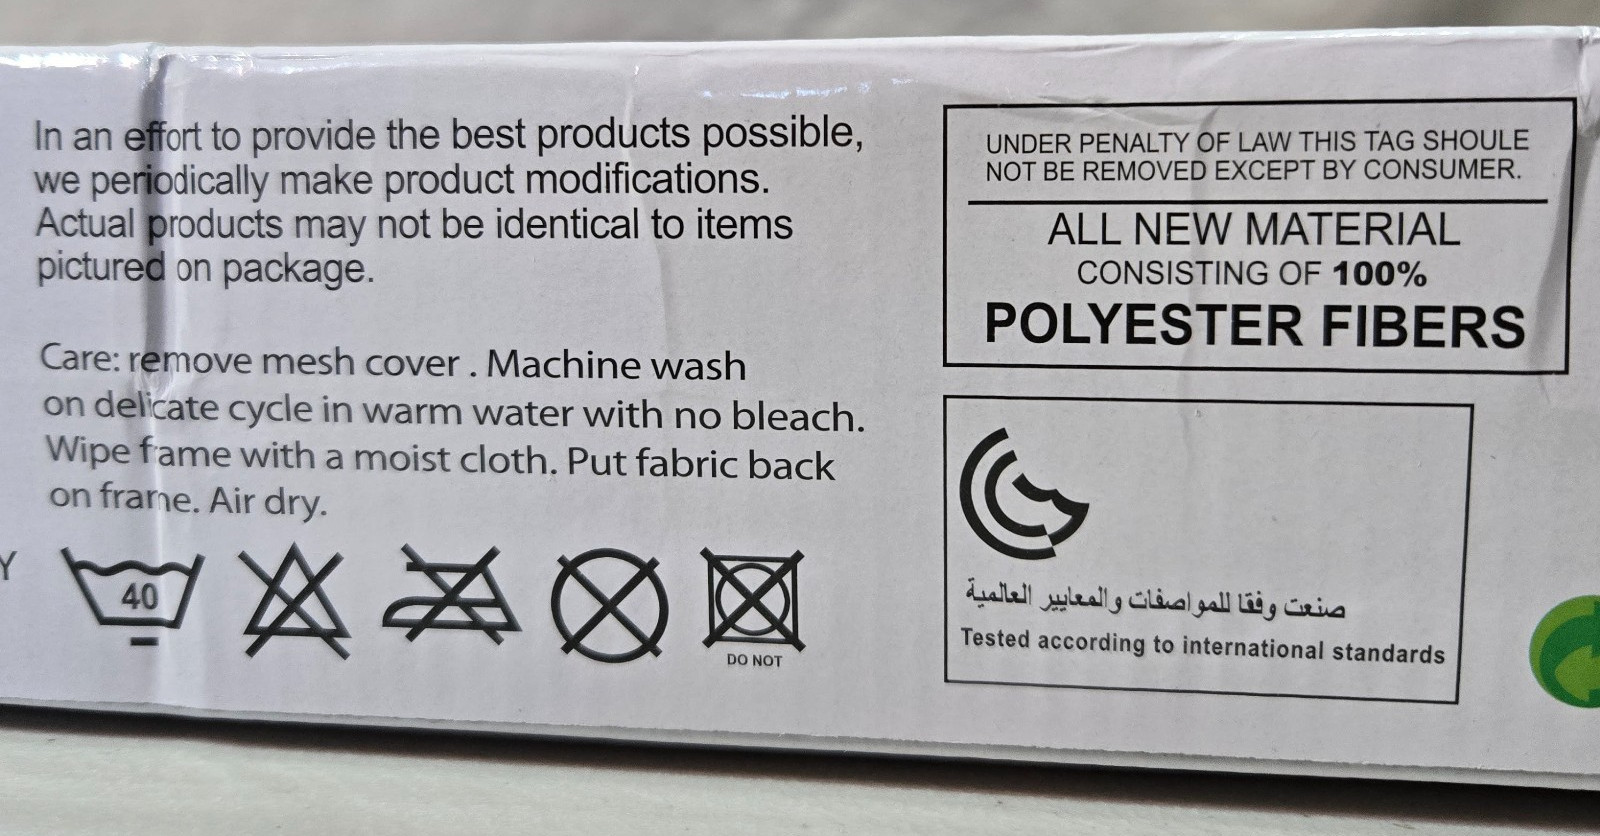 In an effort to provide the best products possible,
we periodically make product modifications.
Actual products may not be identical to items
pictured on package.
Care: remove mesh cover . Machine wash
on delicate cycle in warm water with no bleach.
Wipe frame with a moist cloth. Put fabric back
on frame. Air dry.
Y
40
DO NOT
UNDER PENALTY OF LAW THIS TAG SHOULE
NOT BE REMOVED EXCEPT BY CONSUMER.
ALL NEW MATERIAL
CONSISTING OF 100%
POLYESTER FIBERS
صنعت وفقا للمواصفات والمعايير العالمية
Tested according to international standards